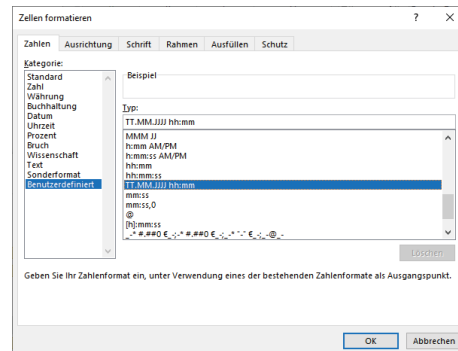 Zellen formatieren ? ×
Zahlen Ausrichtung Schrift Rahmen Ausfüllen Schutz
Kategorie:
Standard
Zahl
Währung
Buchhaltung
Datum
Uhrzeit
Prozent
Bruch
Wissenschaft
Text
Sonderformat
Benutzerdefiniert
Beispiel
Typ:
TT.MM.JJJJ hh:mm
MMM JJ
h:mm AM/PM
h:mm:ss AM/PM
hh:mm
hh:mm:ss
TT.MM.JJJJ hh:mm
mm:ss
mm:ss,0
@
[h]:mm:ss
_-* #.##0 €_-;-* #.##0 €_-;_-* "-" €_-;_-@_-
Löschen
Geben Sie Ihr Zahlenformat ein, unter Verwendung eines der bestehenden Zahlenformate als Ausgangspunkt.
OK Abbrechen